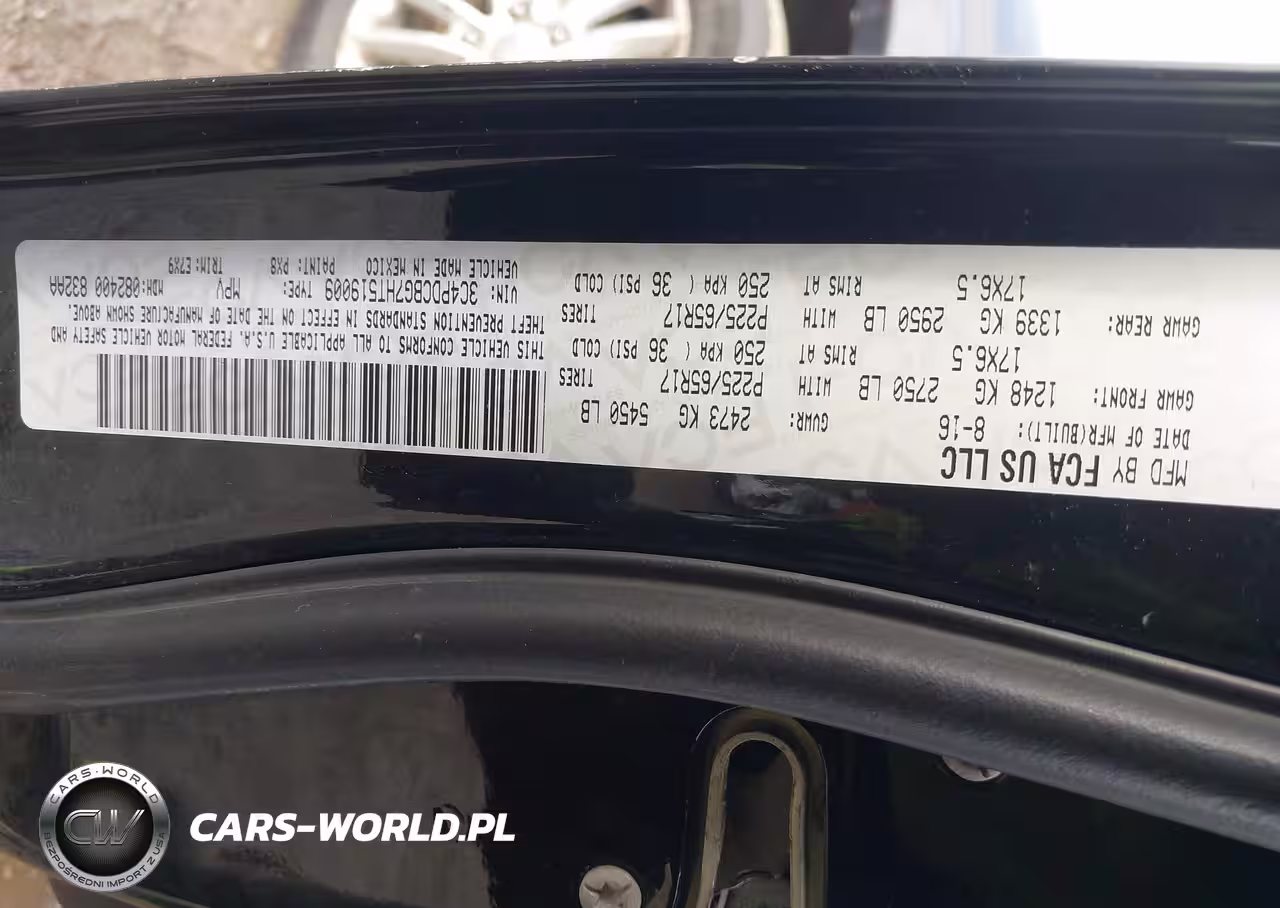 MFD BY FCA US LLC
DATE OF MFR(BUILT): 8-16
GVWR: 2473 KG 5450 LB
GAWR FRONT: 1248 KG 2750 LB WITH P225/65R17 TIRES
17X6.5 RIMS AT 250 KPA ( 36 PSI) COLD
GAWR REAR: 1339 KG 2950 LB WITH P225/65R17 TIRES
17X6.5 RIMS AT 250 KPA ( 36 PSI) COLD
THIS VEHICLE CONFORMS TO ALL APPLICABLE U.S.A. FEDERAL MOTOR VEHICLE SAFETY AND
THEFT PREVENTION STANDARDS IN EFFECT ON THE DATE OF MANUFACTURE SHOWN ABOVE.
VIN: 3C4PDCBG7HT519009 TYPE: MPV MDH: 082400 832AA
VEHICLE MADE IN MEXICO PAINT: PX8 TRIM: E7X9
CARS-WORLD
CW
BEZPOŚREDNI IMPORT Z USA
CARS-WORLD.PL